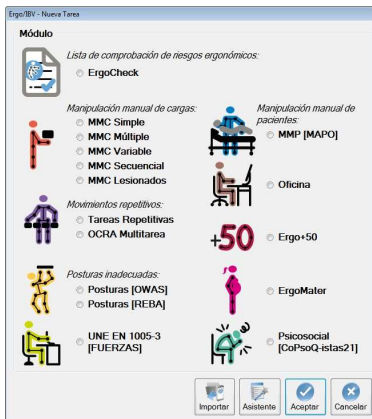 Ergo/IBV - Nueva Tarea
Módulo
Lista de comprobación de riesgos ergonómicos:
ErgoCheck
Manipulación manual de cargas:
MMC Simple
MMC Múltiple
MMC Variable
MMC Secuencial
MMC Lesionados
Movimientos repetitivos:
Tareas Repetitivas
OCRA Multitarea
Posturas inadecuadas:
Posturas [OWAS]
Posturas [REBA]
UNE EN 1005-3
[FUERZAS]
Manipulación manual de
pacientes:
MMP [MAPO]
Oficina
+50
Ergo+50
ErgoMater
Psicosocial
[CoPsoQ-istas21]
Importar
Asistente
Aceptar
Cancelar